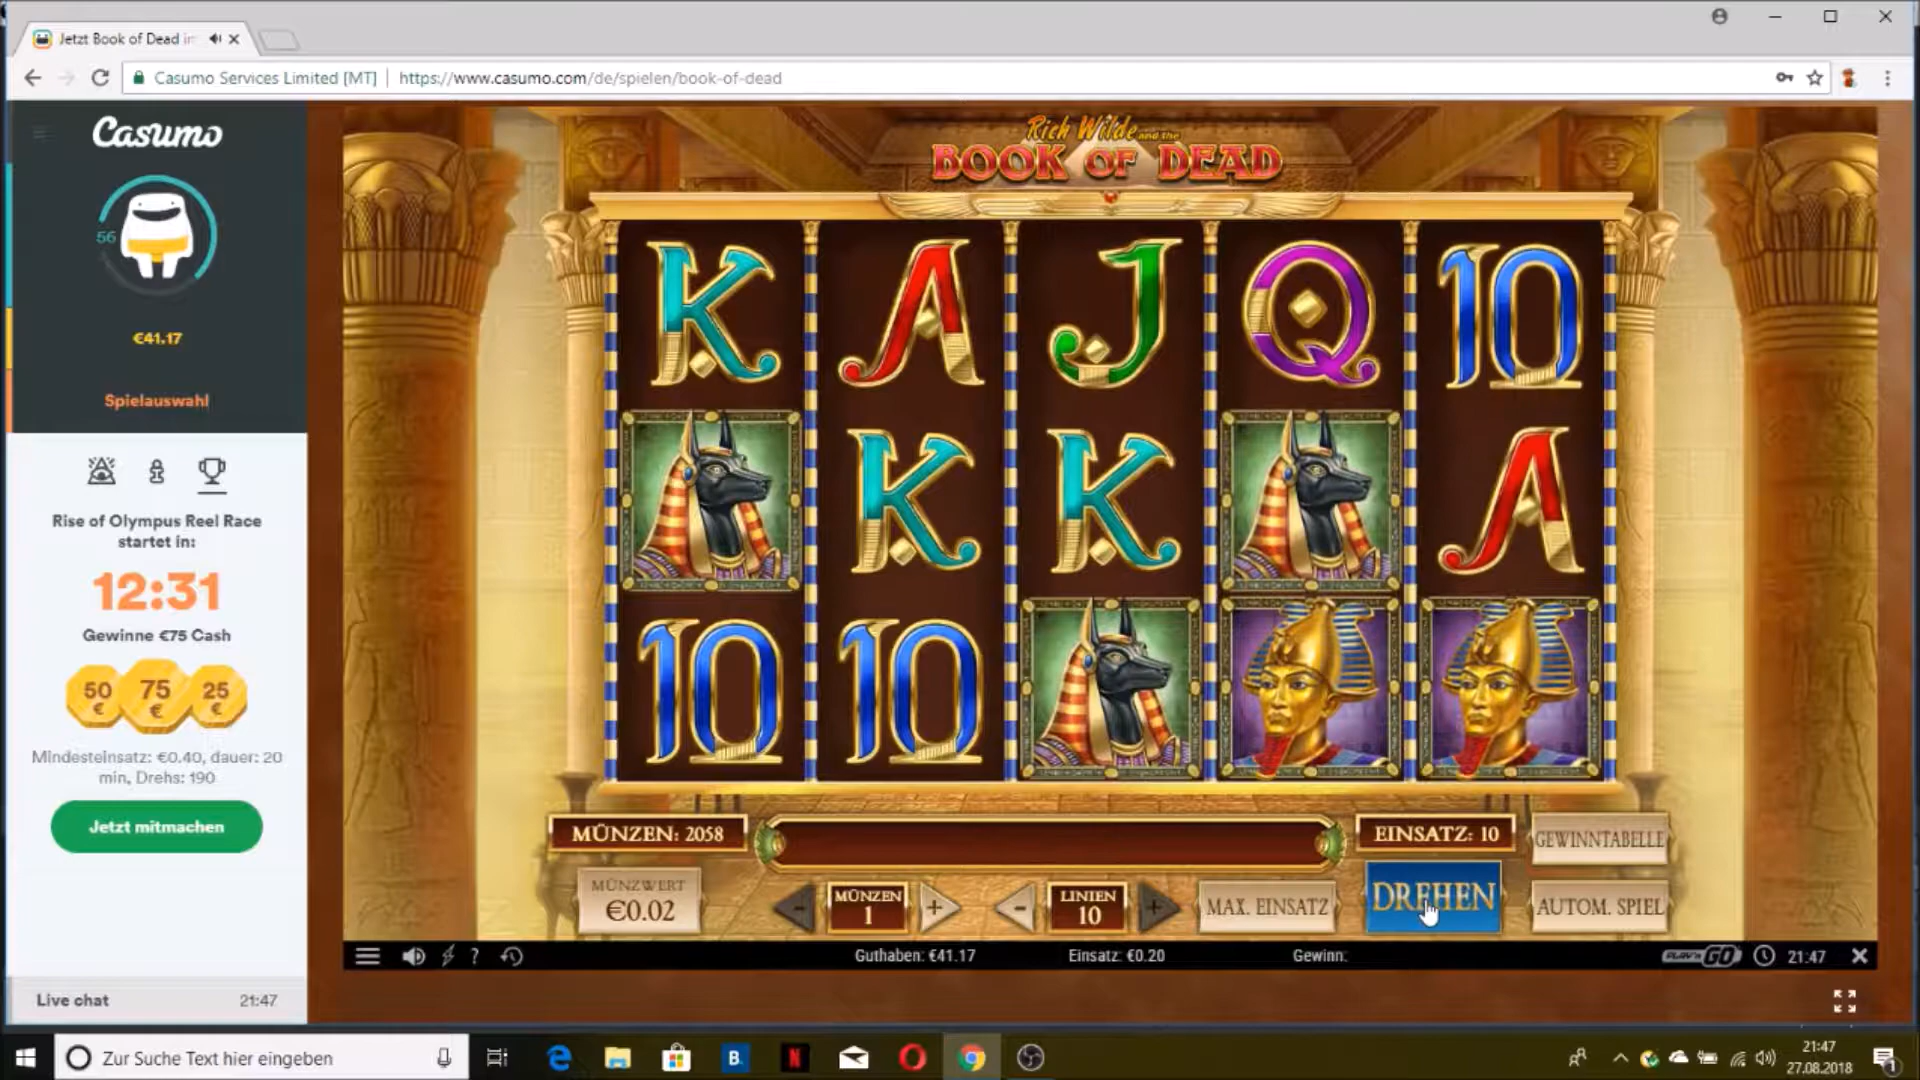 Jetzt Book of Dead in
Casumo Services Limited [MT]
https://www.casumo.com/de/spielen/book-of-dead
Casumo
56
€41.17
Spielauswahl
Rise of Olympus Reel Race
startet in:
12:31
Gewinne €75 Cash
50 € 75 € 25 €
Mindesteinsatz: €0.40, dauer: 20
min, Drehs: 190
Jetzt mitmachen
Live chat 21:47
Rich Wilde and the
BOOK OF DEAD
K A J Q 10
K K A
10 10
MÜNZEN: 2058
EINSATZ: 10
GEWINNTABELLE
MÜNZWERT
€0.02
-
MÜNZEN
1
+
-
LINIEN
10
+
MAX. EINSATZ
DREHEN
AUTOM. SPIEL
?
Guthaben: €41.17
Einsatz: €0.20
Gewinn:
PLAY'n GO
21:47
Zur Suche Text hier eingeben
B.
N
21:47
27.08.2018
1